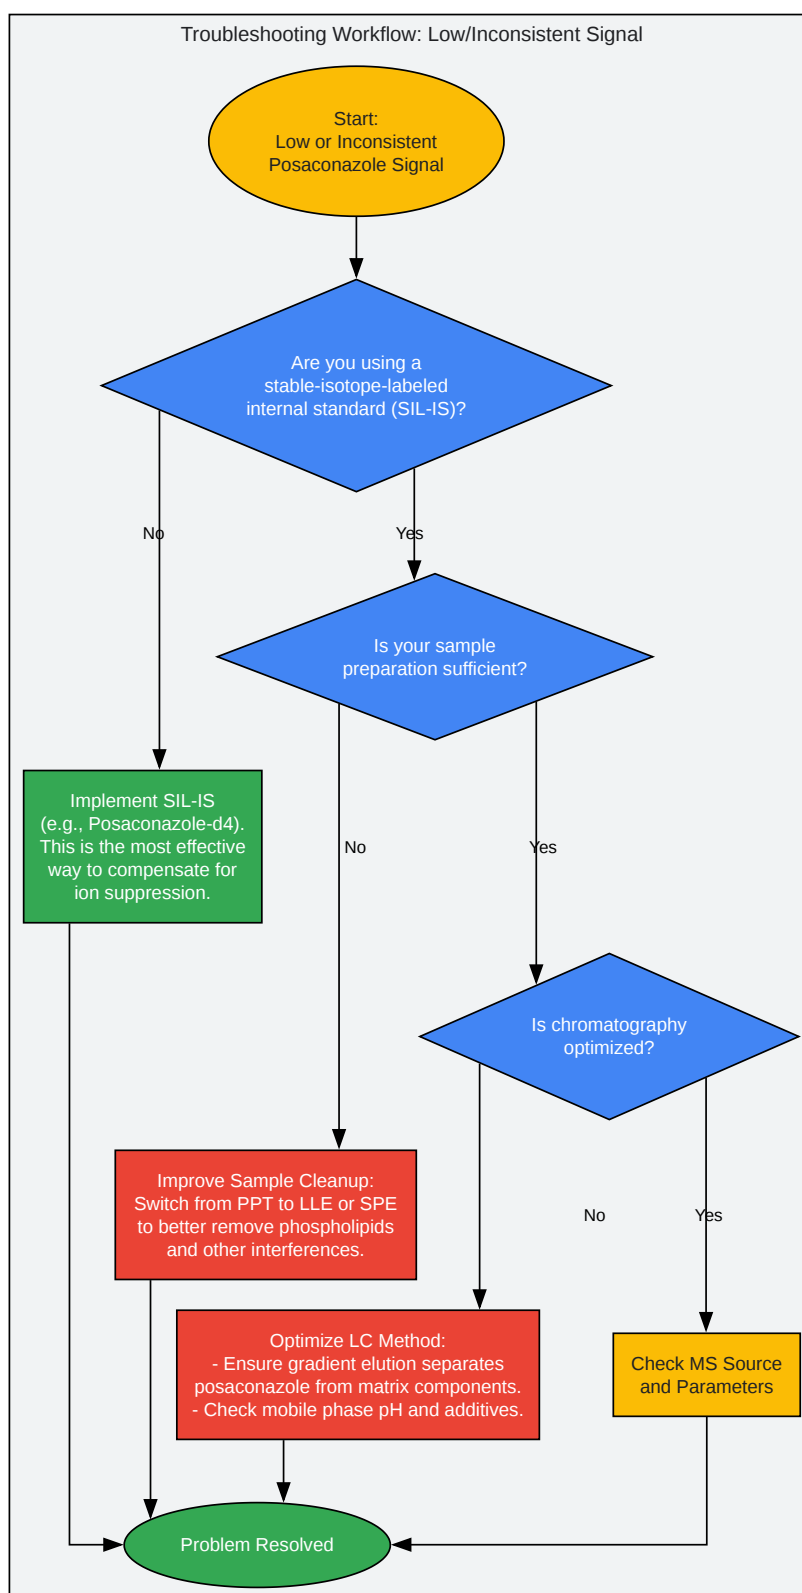 Troubleshooting Workflow: Low/Inconsistent Signal
Start:
Low or Inconsistent
Posaconazole Signal
Are you using a
stable-isotope-labeled
internal standard (SIL-IS)?
No
Yes
Is your sample
preparation sufficient?
Implement SIL-IS
(e.g., Posaconazole-d4).
This is the most effective
way to compensate for
ion suppression.
No
Yes
Is chromatography
optimized?
Improve Sample Cleanup:
Switch from PPT to LLE or SPE
to better remove phospholipids
and other interferences.
No
Yes
Optimize LC Method:
- Ensure gradient elution separates
posaconazole from matrix components.
- Check mobile phase pH and additives.
Check MS Source
and Parameters
Problem Resolved